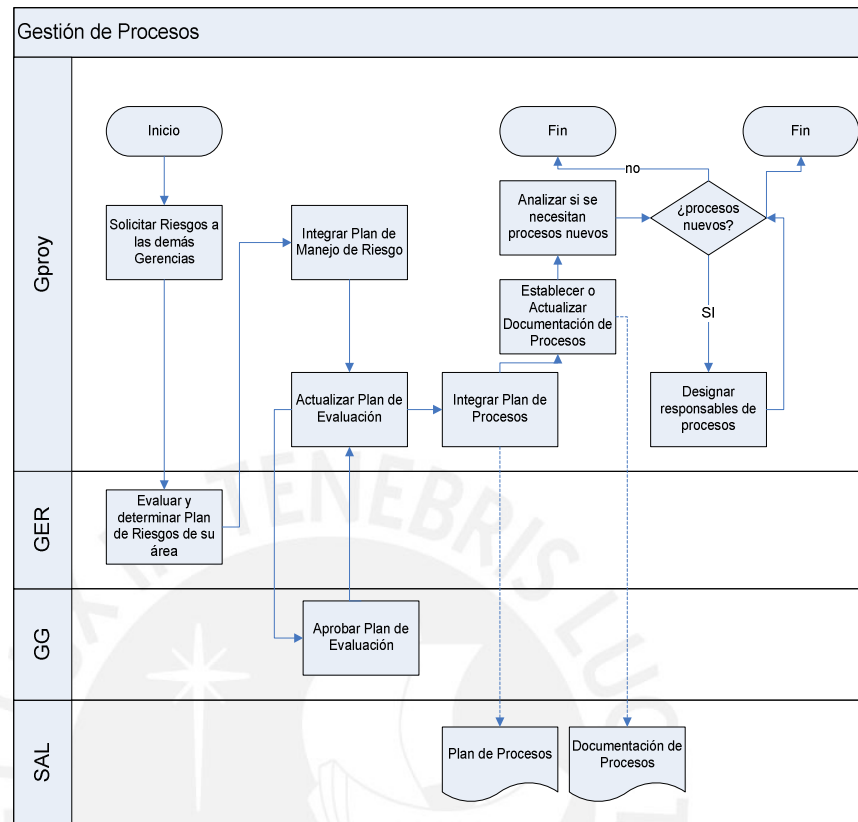 Gestión de Procesos
Gproy
Inicio
Fin
Fin
no
Solicitar Riesgos a
las demás
Gerencias
Integrar Plan de
Manejo de Riesgo
Analizar si se
necesitan
procesos nuevos
¿procesos
nuevos?
Establecer o
Actualizar
Documentación de
Procesos
SI
Actualizar Plan de
Evaluación
Integrar Plan de
Procesos
Designar
responsables de
procesos
GER
Evaluar y
determinar Plan
de Riesgos de su
área
GG
Aprobar Plan de
Evaluación
SAL
Plan de Procesos
Documentación de
Procesos
TENEBRIS